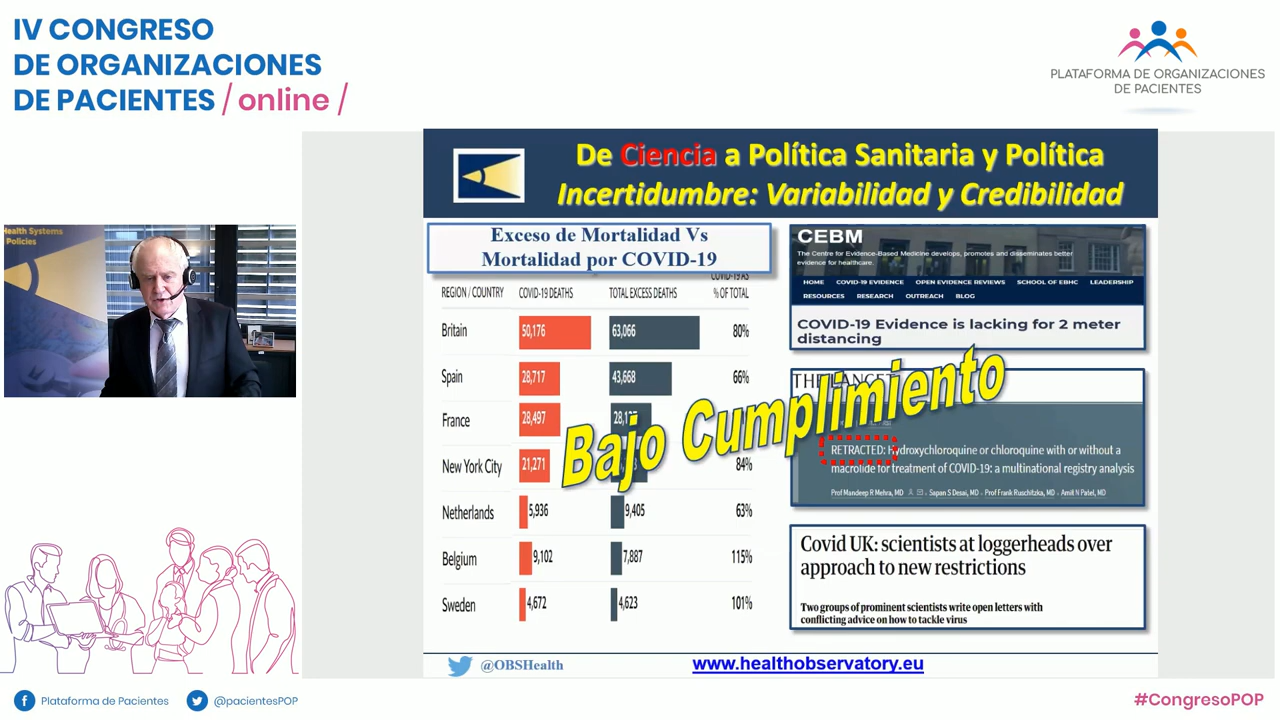 IV CONGRESO
DE ORGANIZACIONES
DE PACIENTES / online /
PLATAFORMA DE ORGANIZACIONES
DE PACIENTES
Health Systems
Policies
De Ciencia a Política Sanitaria y Política
Incertidumbre: Variabilidad y Credibilidad
Exceso de Mortalidad Vs
Mortalidad por COVID-19
REGION / COUNTRY COVID-19 DEATHS TOTAL EXCESS DEATHS COVID-19 AS % OF TOTAL
Britain 50,176 63,066 80%
Spain 28,717 43,668 66%
France 28,497
New York City 21,271 84%
Netherlands 5,936 9,405 63%
Belgium 9,102 7,887 115%
Sweden 4,672 4,623 101%
Bajo Cumplimiento
CEBM
The Centre for Evidence-Based Medicine develops, promotes and disseminates better
evidence for healthcare.
HOME COVID-19 EVIDENCE OPEN EVIDENCE REVIEWS SCHOOL OF EBHC LEADERSHIP
RESOURCES RESEARCH OUTREACH BLOG
COVID-19 Evidence is lacking for 2 meter
distancing
THE LANCET
RETRACTED: Hydroxychloroquine or chloroquine with or without a
macrolide for treatment of COVID-19: a multinational registry analysis
Prof Mandeep R Mehra, MD Sapan S Desai, MD Prof Frank Ruschitzka, MD Amit N Patel, MD
Covid UK: scientists at loggerheads over
approach to new restrictions
Two groups of prominent scientists write open letters with
conflicting advice on how to tackle virus
@OBSHealth
www.healthobservatory.eu
Plataforma de Pacientes
@pacientesPOP
#CongresoPOP